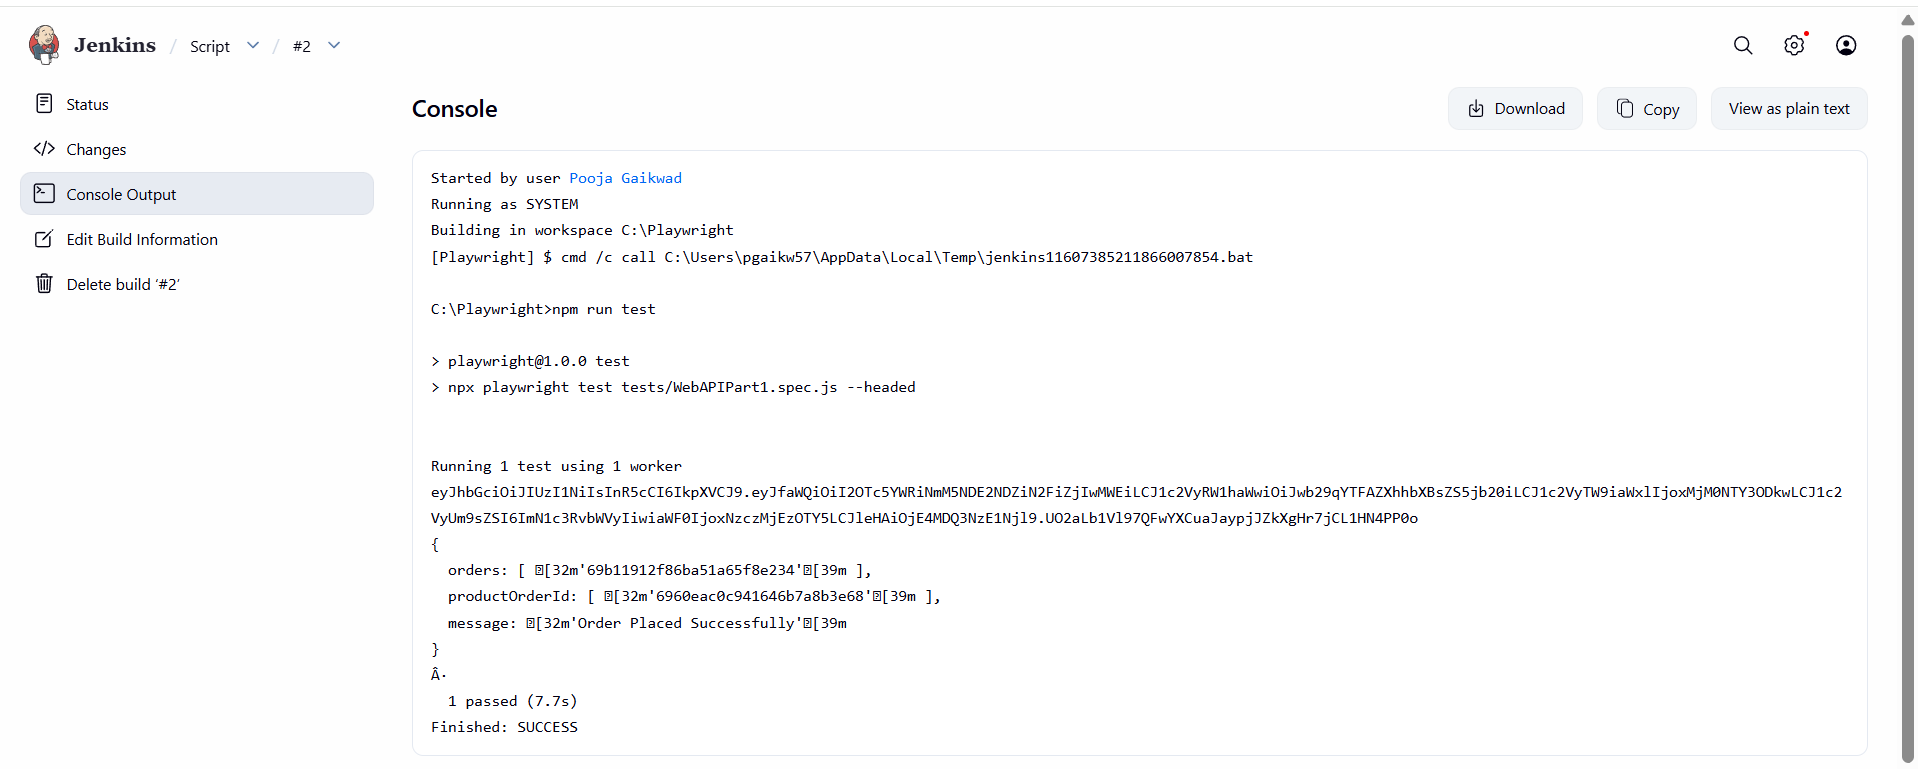 Jenkins / Script / #2
Status
Changes
Console Output
Edit Build Information
Delete build ‘#2’
Console
Download
Copy
View as plain text
Started by user Pooja Gaikwad
Running as SYSTEM
Building in workspace C:\Playwright
[Playwright] $ cmd /c call C:\Users\pgaikw57\AppData\Local\Temp\jenkins11607385211866007854.bat
C:\Playwright>npm run test
> playwright@1.0.0 test
> npx playwright test tests/WebAPIPart1.spec.js --headed
Running 1 test using 1 worker
eyJhbGciOiJIUzI1NiIsInR5cCI6IkpXVCJ9.eyJfaWQiOiI2OTc5YWRiNmM5NDE2NDZiN2FiZjIwMWEiLCJ1c2VyRW1haWwiOiJwb29qYTFAZXhhbXBsZS5jb20iLCJ1c2VyTW9iaWxlIjoxMjM0NTY3ODkwLCJ1c2
VyUm9sZSI6ImN1c3RvbWVyIiwiaWF0IjoxNzczMjEzOTY5LCJleHAiOjE4MDQ3NzE1Njl9.UO2aLb1Vl97QFwYXCuaJaypjJZkXgHr7jCL1HN4PP0o
{
orders: [ [32m'69b11912f86ba51a65f8e234'[39m ],
productOrderId: [ [32m'6960eac0c941646b7a8b3e68'[39m ],
message: [32m'Order Placed Successfully'[39m
}
Â·
1 passed (7.7s)
Finished: SUCCESS